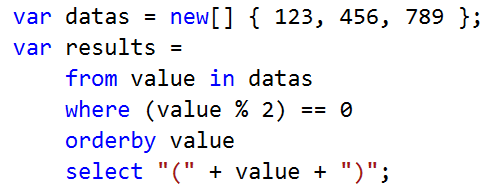 var datas = new[] { 123, 456, 789 };
var results =
    from value in datas
    where (value % 2) == 0
    orderby value
    select "(" + value + ")";